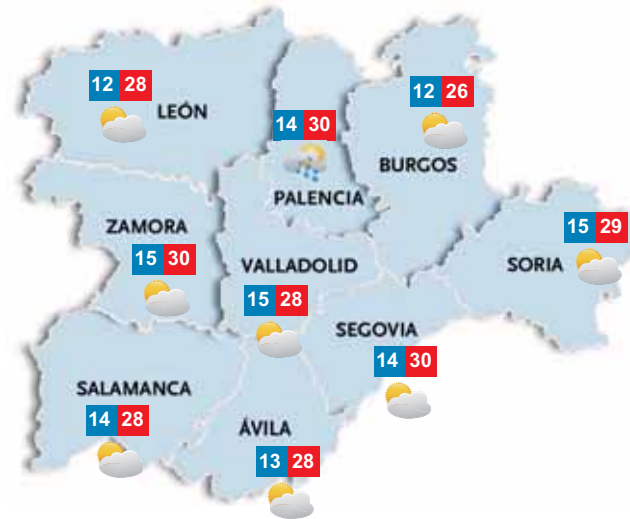 12 28
LEÓN
12 26
BURGOS
14 30
PALENCIA
ZAMORA
15 30
VALLADOLID
15 28
15 29
SORIA
SEGOVIA
14 30
SALAMANCA
14 28
ÁVILA
13 28